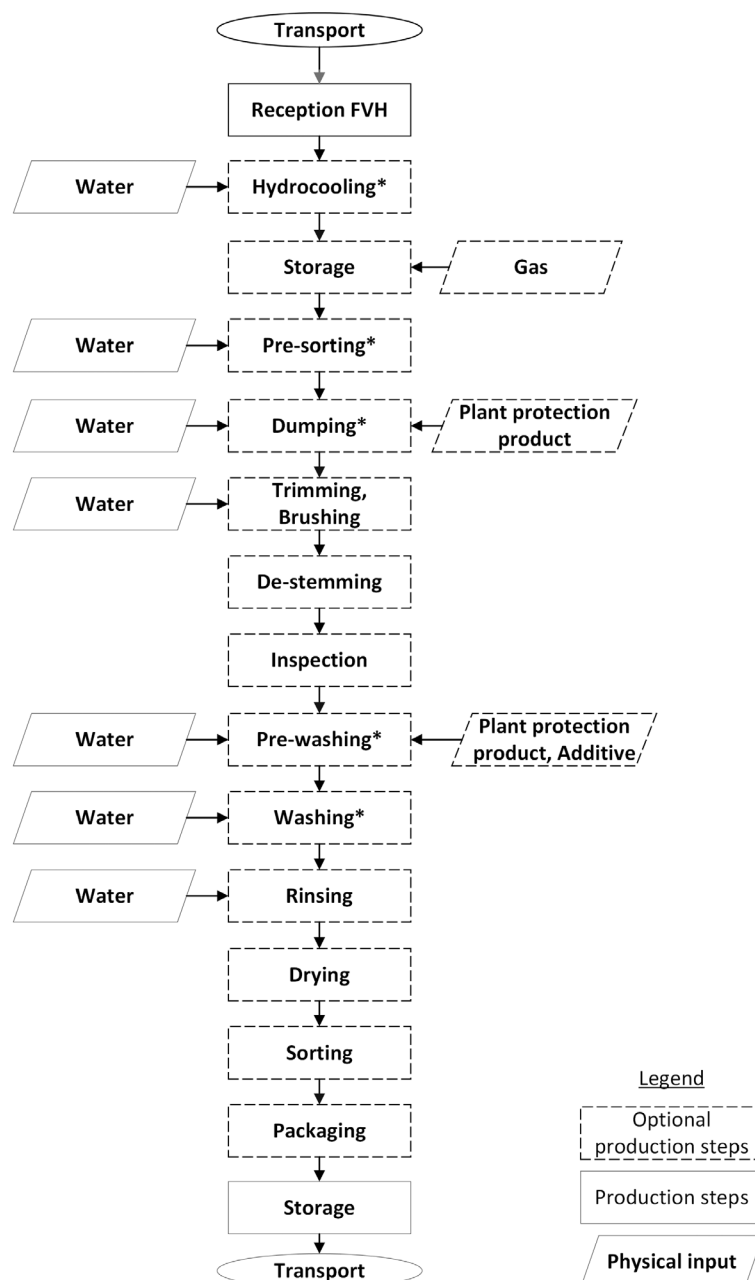 Transport
Reception FVH
Water
Hydrocooling*
Storage
Gas
Water
Pre-sorting*
Water
Dumping*
Plant protection
product
Water
Trimming,
Brushing
De-stemming
Inspection
Water
Pre-washing*
Plant protection
product, Additive
Water
Washing*
Water
Rinsing
Drying
Sorting
Packaging
Storage
Transport
Legend
Optional
production steps
Production steps
Physical input